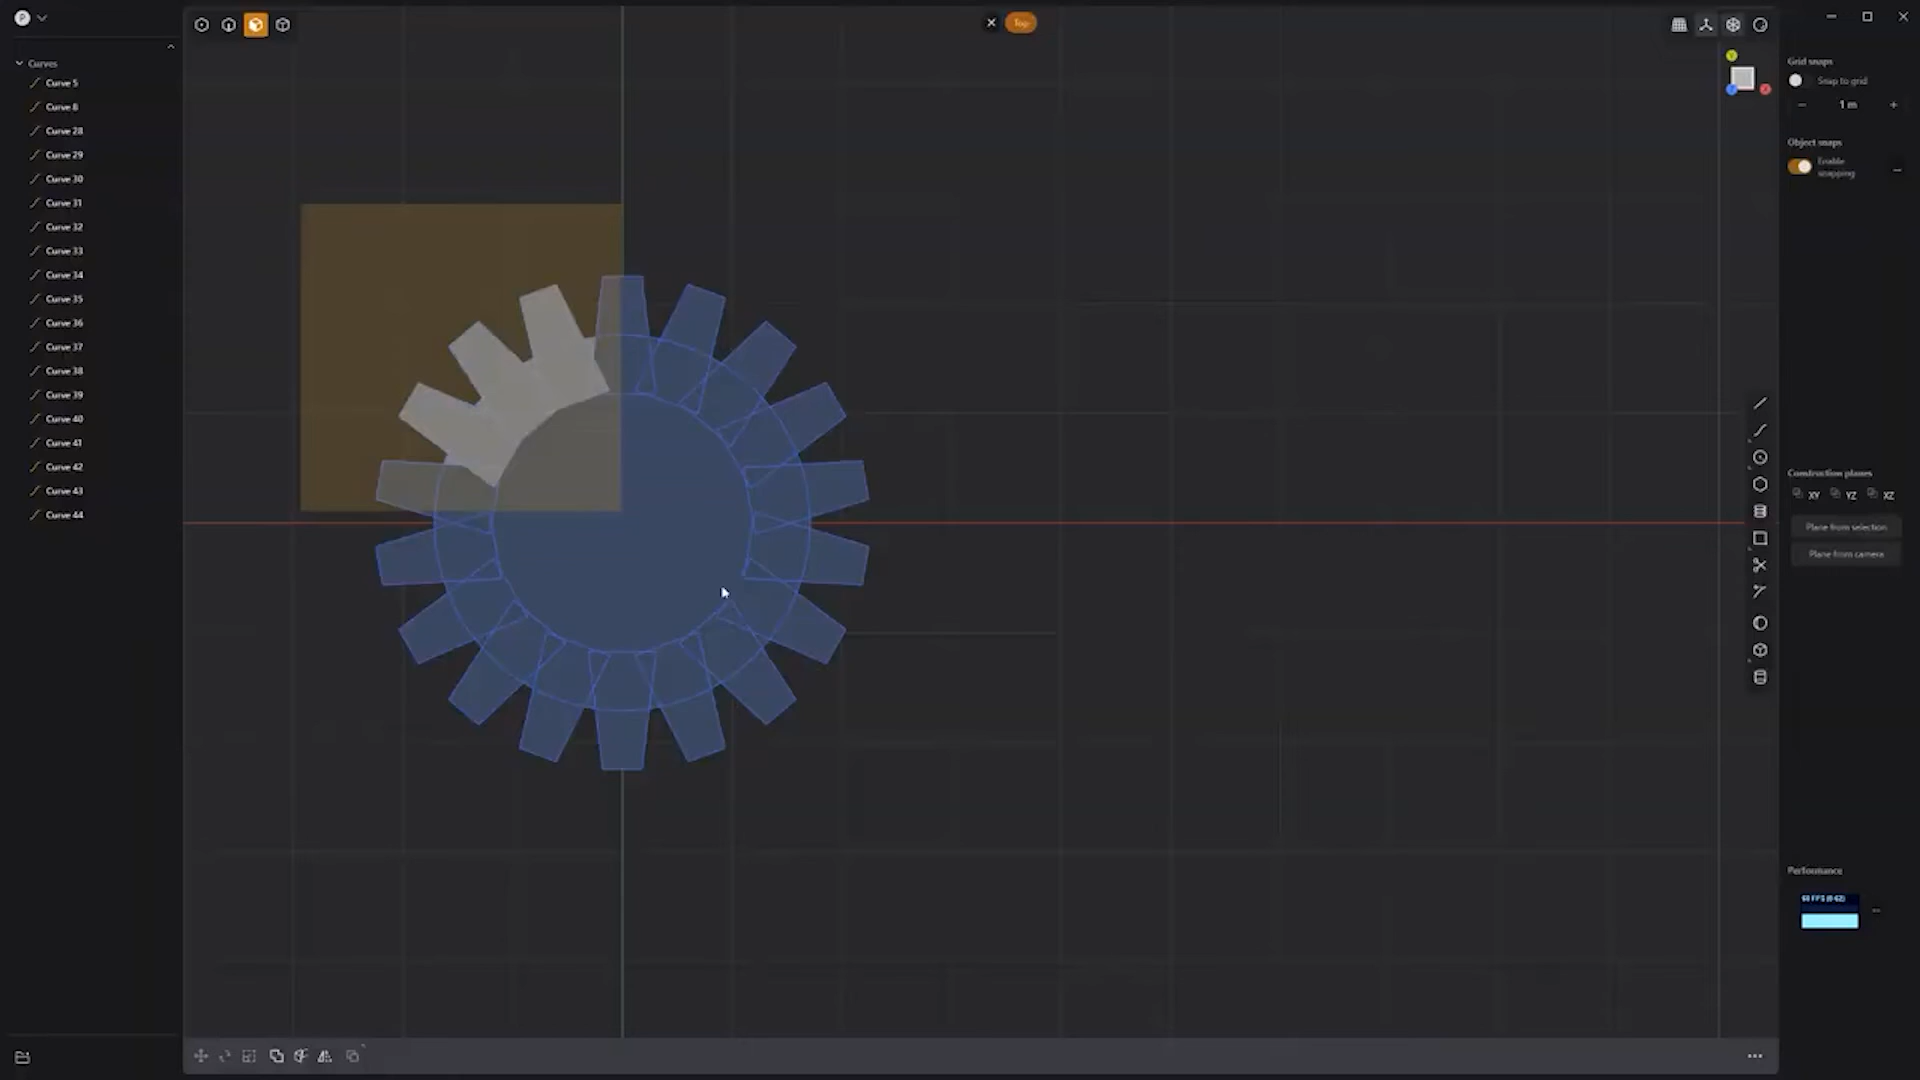 P
Curves
Curve 5
Curve 8
Curve 28
Curve 29
Curve 30
Curve 31
Curve 32
Curve 33
Curve 34
Curve 35
Curve 36
Curve 37
Curve 38
Curve 39
Curve 40
Curve 41
Curve 42
Curve 43
Curve 44
Top
Y
X
Grid snaps
Snap to grid
− 1 m +
Object snaps
Enable
snapping
Construction planes
XY YZ XZ
Plane from selection
Plane from camera
Performance